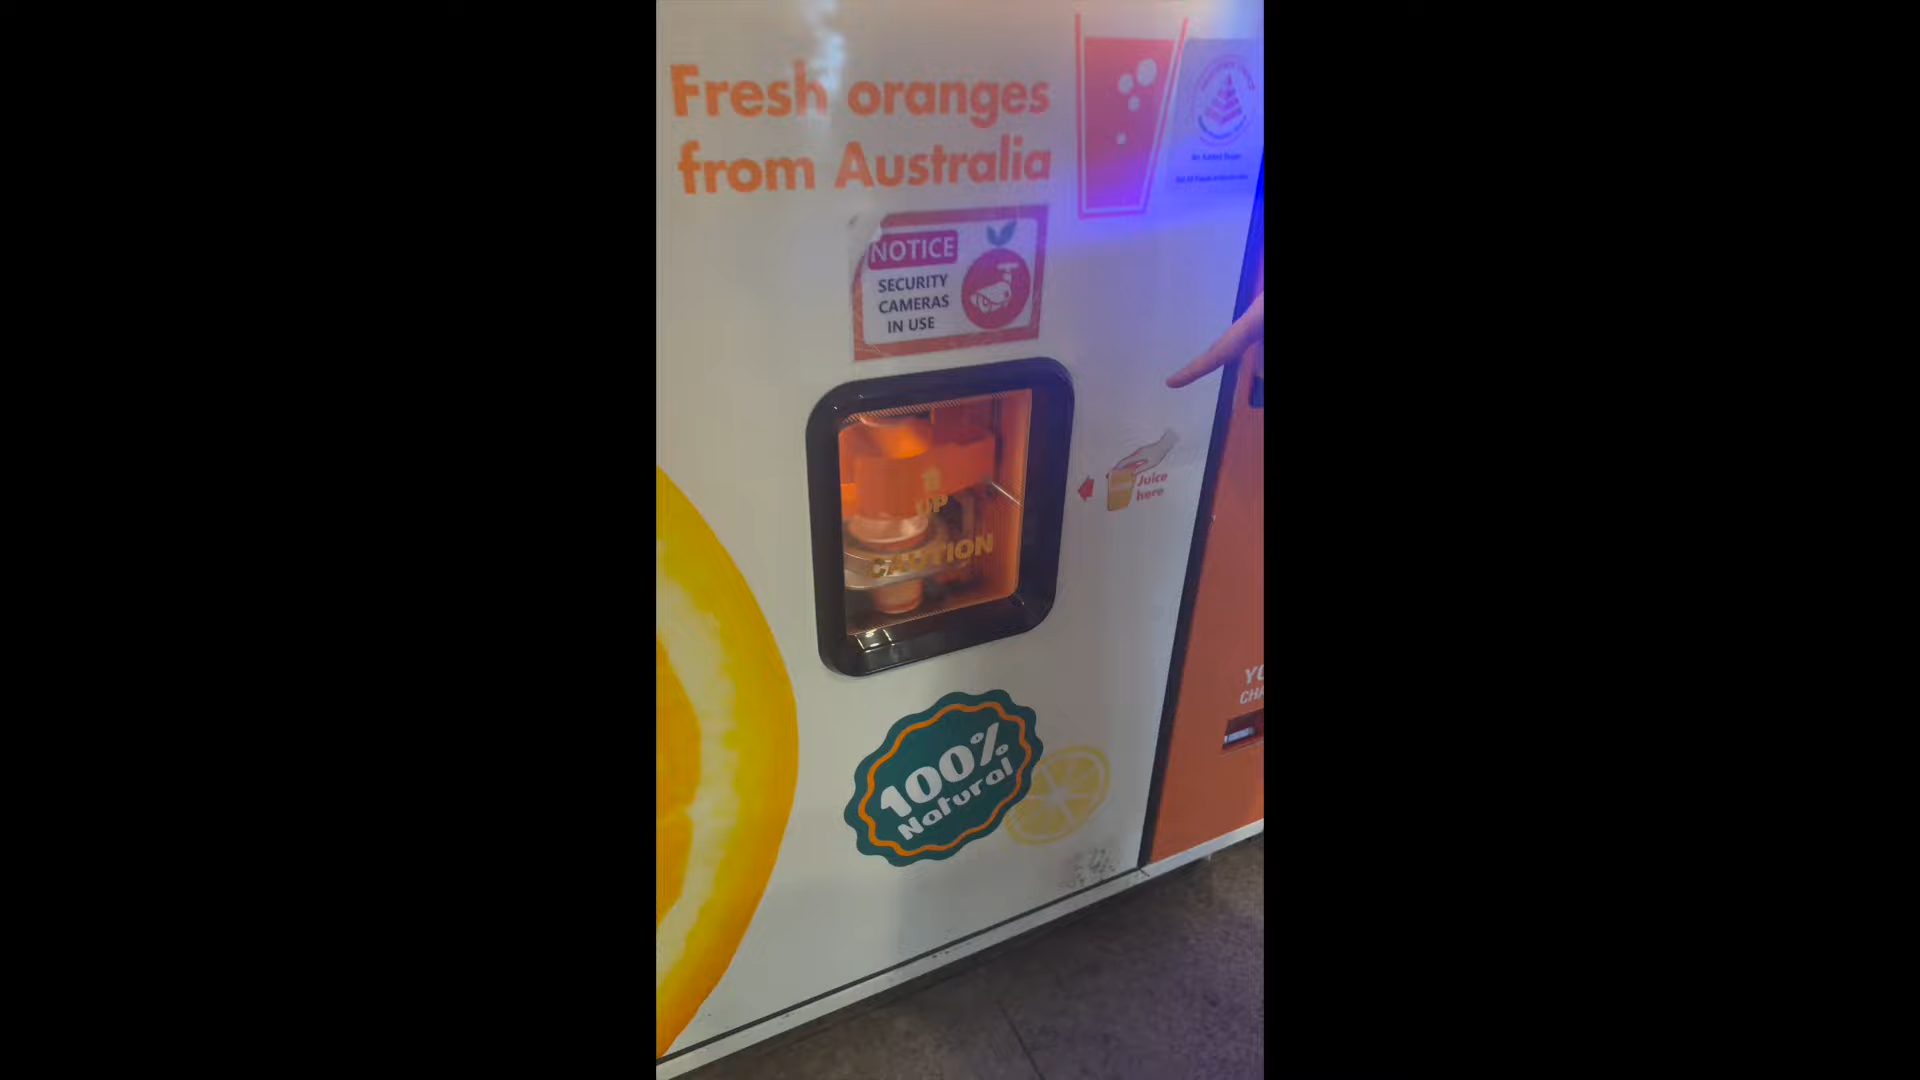 Fresh oranges
from Australia
NOTICE
SECURITY
CAMERAS
IN USE
UP
CAUTION
Juice
here
100%
Natural